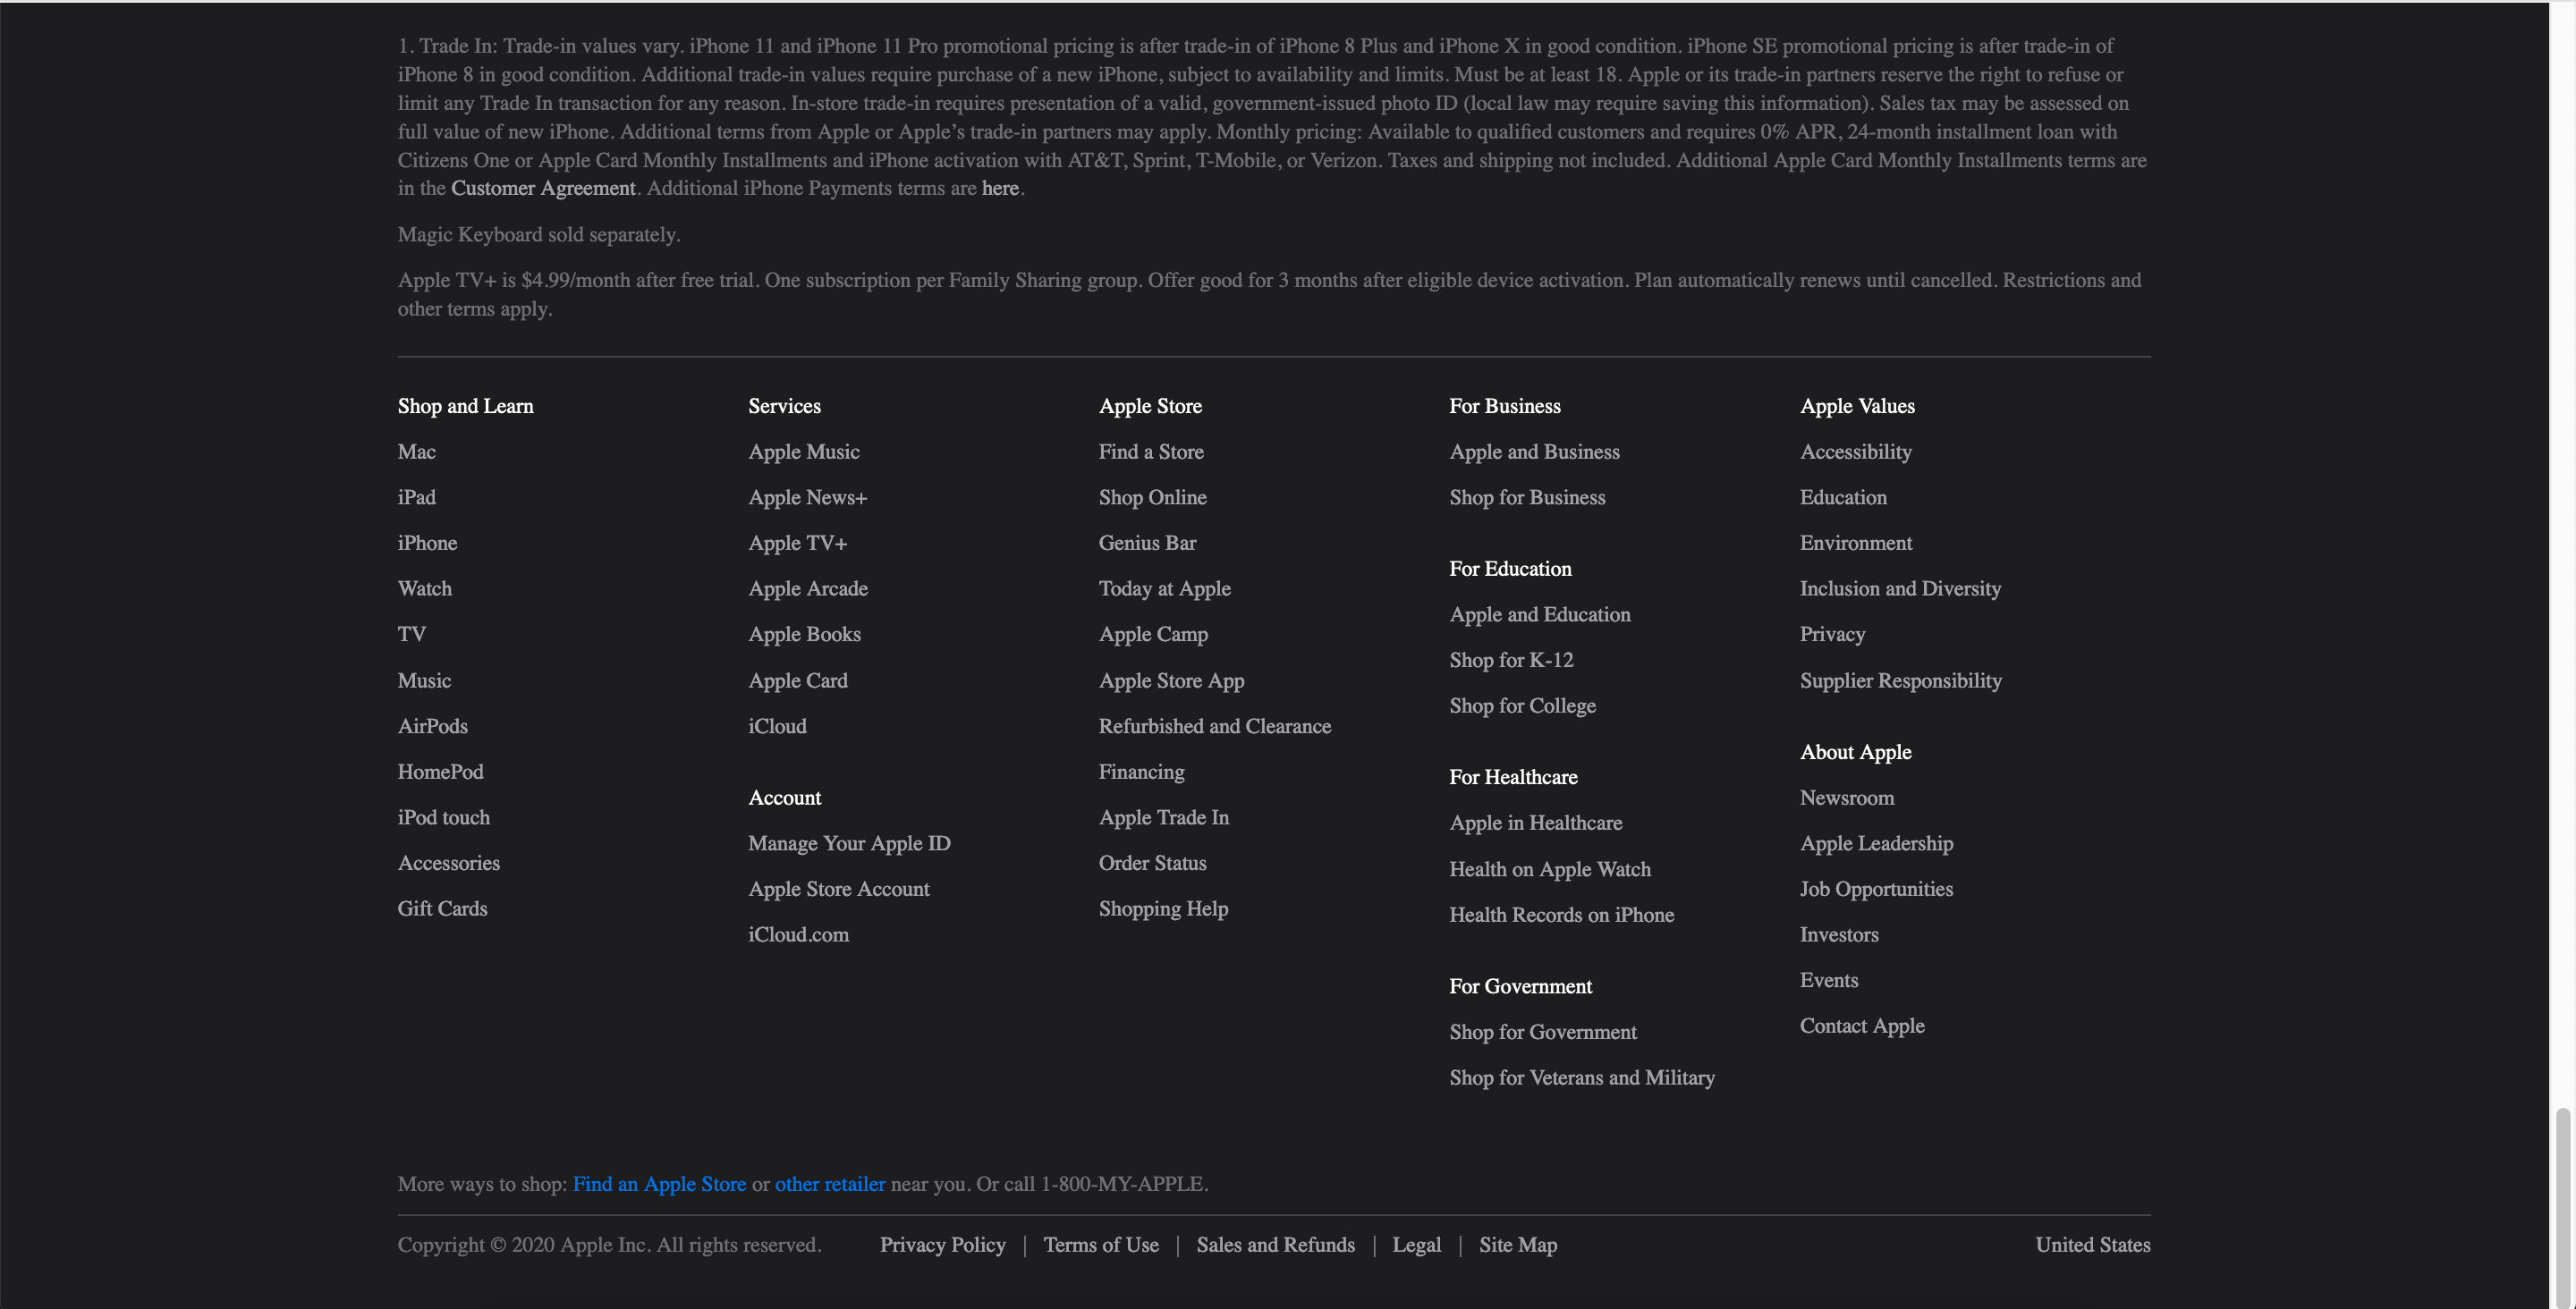 1. Trade In: Trade-in values vary. iPhone 11 and iPhone 11 Pro promotional pricing is after trade-in of iPhone 8 Plus and iPhone X in good condition. iPhone SE promotional pricing is after trade-in of
iPhone 8 in good condition. Additional trade-in values require purchase of a new iPhone, subject to availability and limits. Must be at least 18. Apple or its trade-in partners reserve the right to refuse or
limit any Trade In transaction for any reason. In-store trade-in requires presentation of a valid, government-issued photo ID (local law may require saving this information). Sales tax may be assessed on
full value of new iPhone. Additional terms from Apple or Apple’s trade-in partners may apply. Monthly pricing: Available to qualified customers and requires 0% APR, 24-month installment loan with
Citizens One or Apple Card Monthly Installments and iPhone activation with AT&T, Sprint, T-Mobile, or Verizon. Taxes and shipping not included. Additional Apple Card Monthly Installments terms are
in the Customer Agreement. Additional iPhone Payments terms are here.
Magic Keyboard sold separately.
Apple TV+ is $4.99/month after free trial. One subscription per Family Sharing group. Offer good for 3 months after eligible device activation. Plan automatically renews until cancelled. Restrictions and
other terms apply.
Shop and Learn
Mac
iPad
iPhone
Watch
TV
Music
AirPods
HomePod
iPod touch
Accessories
Gift Cards
Services
Apple Music
Apple News+
Apple TV+
Apple Arcade
Apple Books
Apple Card
iCloud
Account
Manage Your Apple ID
Apple Store Account
iCloud.com
Apple Store
Find a Store
Shop Online
Genius Bar
Today at Apple
Apple Camp
Apple Store App
Refurbished and Clearance
Financing
Apple Trade In
Order Status
Shopping Help
For Business
Apple and Business
Shop for Business
For Education
Apple and Education
Shop for K-12
Shop for College
For Healthcare
Apple in Healthcare
Health on Apple Watch
Health Records on iPhone
For Government
Shop for Government
Shop for Veterans and Military
Apple Values
Accessibility
Education
Environment
Inclusion and Diversity
Privacy
Supplier Responsibility
About Apple
Newsroom
Apple Leadership
Job Opportunities
Investors
Events
Contact Apple
More ways to shop: Find an Apple Store or other retailer near you. Or call 1-800-MY-APPLE.
Copyright © 2020 Apple Inc. All rights reserved. Privacy Policy | Terms of Use | Sales and Refunds | Legal | Site Map United States